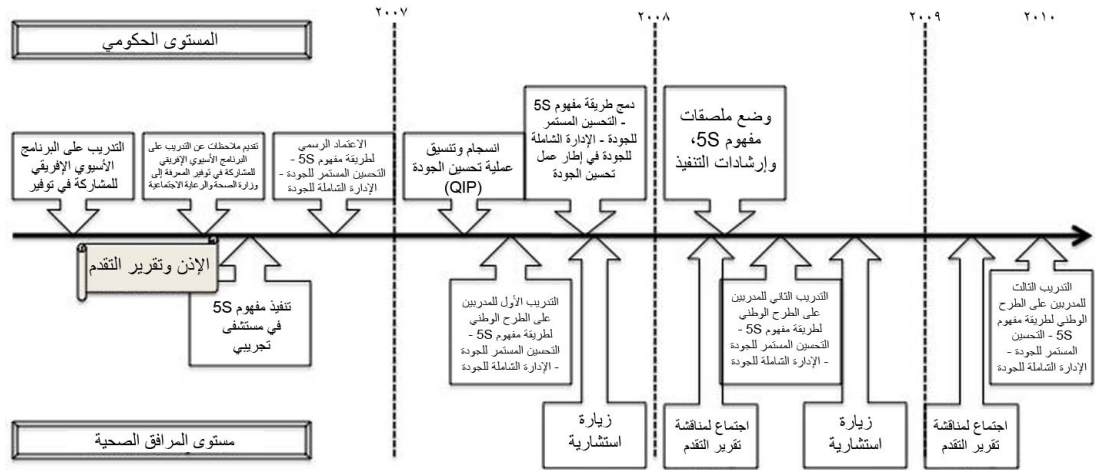 ٢٠٠٧
٢٠٠٨
٢٠٠٩
٢٠١٠
المستوى الحكومي
التدريب على البرنامج
الأسيوي الإفريقي
للمشاركة في توفير
تقديم ملاحظات عن التدريب على
البرنامج الأسيوي الإفريقي
للمشاركة في توفير المعرفة إلى
وزارة الصحة والرعاية الاجتماعية
الاعتماد الرسمي
لطريقة مفهوم 5S -
التحسين المستمر
للجودة -
الإدارة الشاملة للجودة
انسجام وتنسيق
عملية تحسين الجودة
(QIP)
دمج طريقة مفهوم 5S
- التحسين المستمر
للجودة - الإدارة الشاملة
للجودة في إطار عمل
تحسين الجودة
وضع ملصقات
مفهوم 5S،
وإرشادات التنفيذ
الإذن وتقرير التقدم
تنفيذ مفهوم 5S
في مستشفى
تجريبي
التدريب الأول للمدربين
على الطرح الوطني
لطريقة مفهوم 5S -
التحسين المستمر للجودة
- الإدارة الشاملة للجودة
زيارة
استشارية
اجتماع لمناقشة
تقرير التقدم
التدريب الثاني للمدربين
على الطرح الوطني
لطريقة مفهوم 5S -
التحسين المستمر للجودة
- الإدارة الشاملة للجودة
زيارة
استشارية
اجتماع لمناقشة
تقرير التقدم
التدريب الثالث
للمدربين على الطرح
الوطني لطريقة مفهوم
5S - التحسين
المستمر للجودة -
الإدارة الشاملة للجودة
مستوى المرافق الصحية